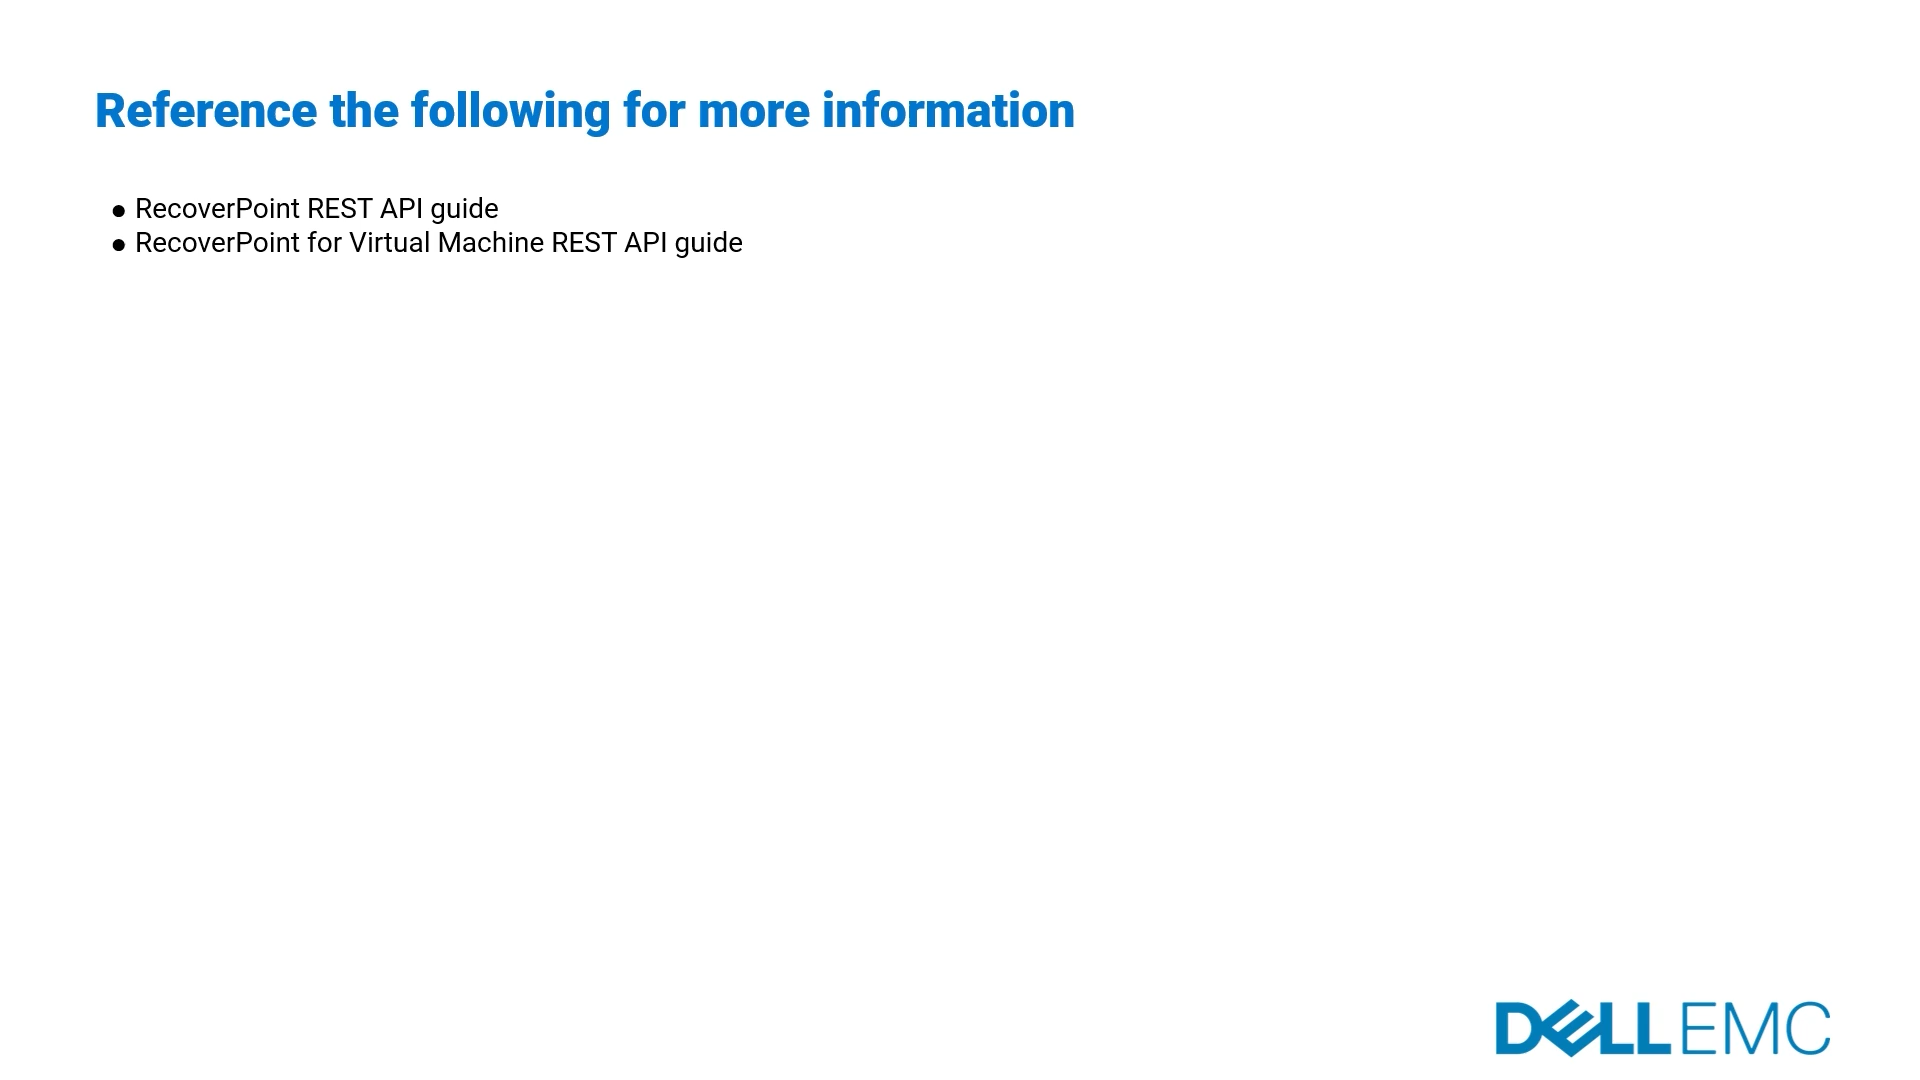 Reference the following for more information
● RecoverPoint REST API guide
● RecoverPoint for Virtual Machine REST API guide
DELLEMC